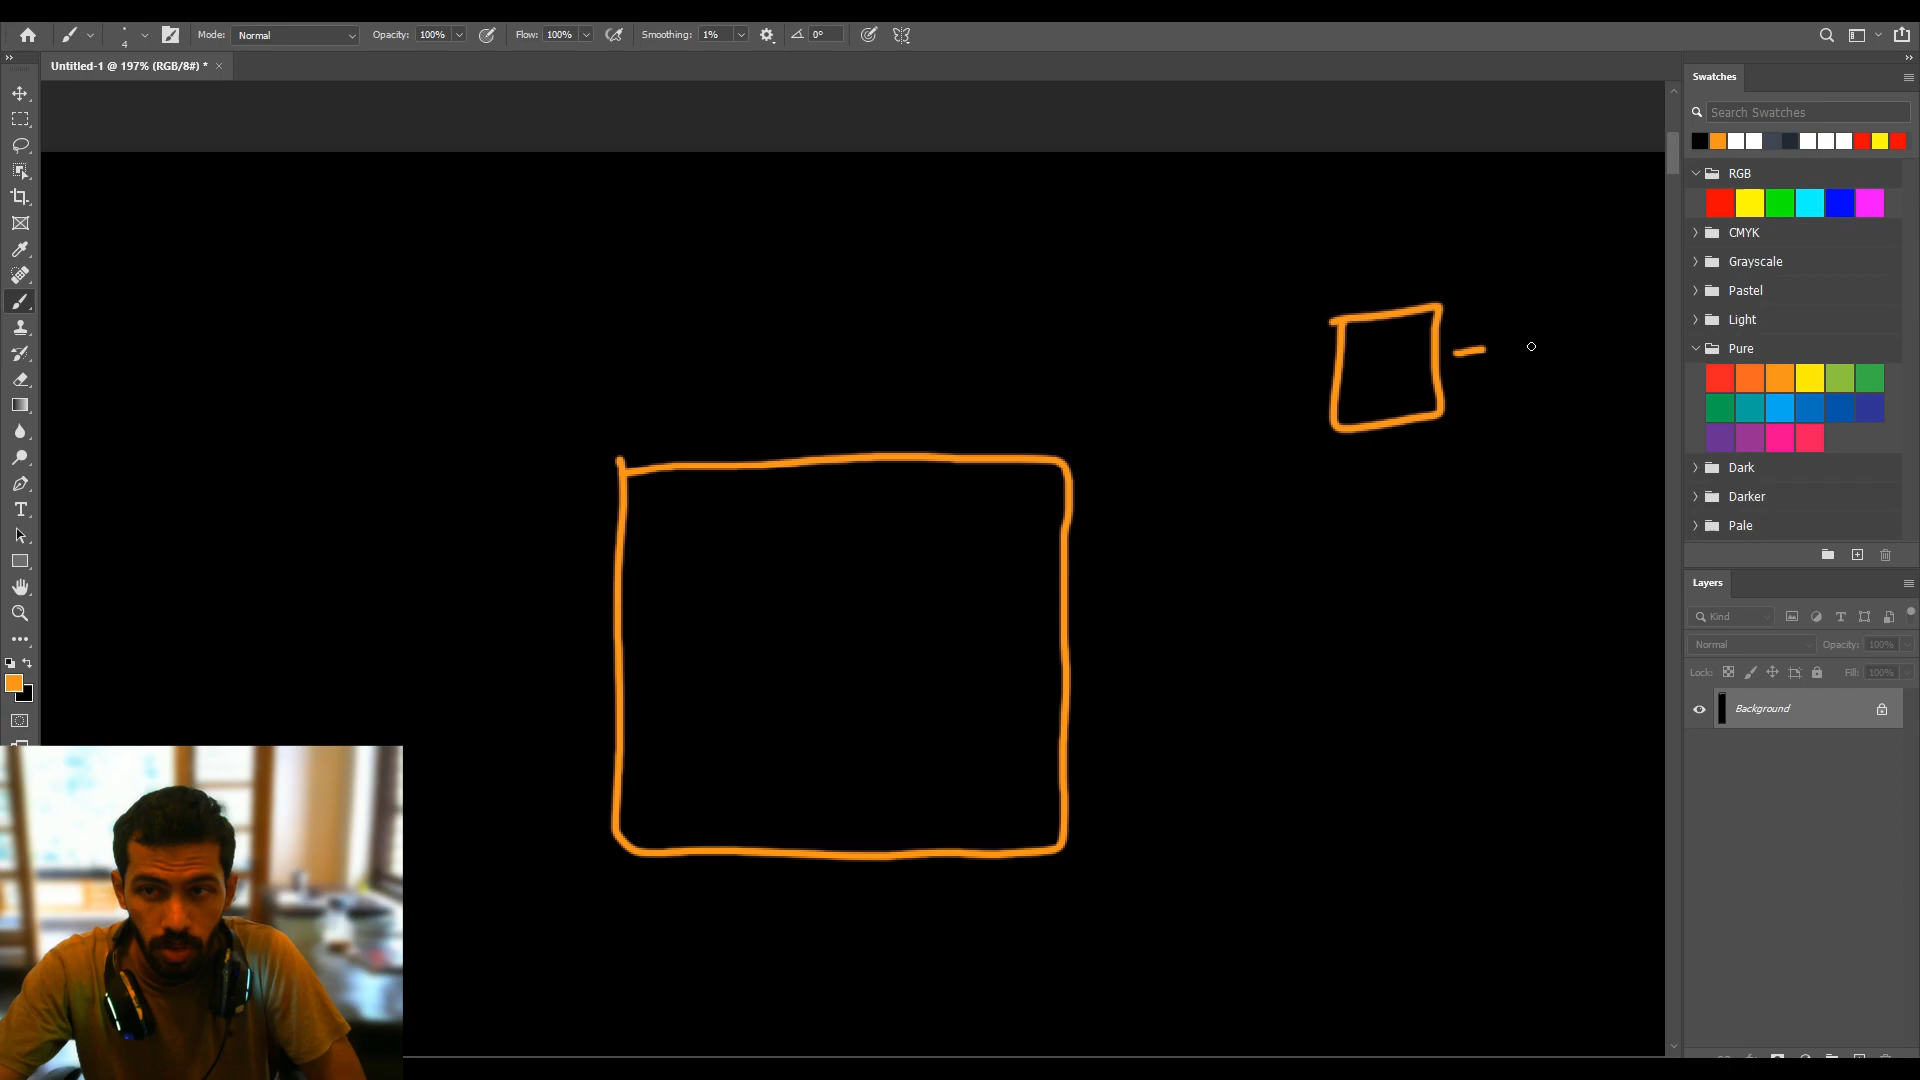 4
Mode: Normal
Opacity: 100%
Flow: 100%
Smoothing: 1%
0°
Untitled-1 @ 197% (RGB/8#) *
Swatches
Search Swatches
RGB
CMYK
Grayscale
Pastel
Light
Pure
Dark
Darker
Pale
Layers
Kind
Normal
Opacity: 100%
Lock:
Fill: 100%
Background